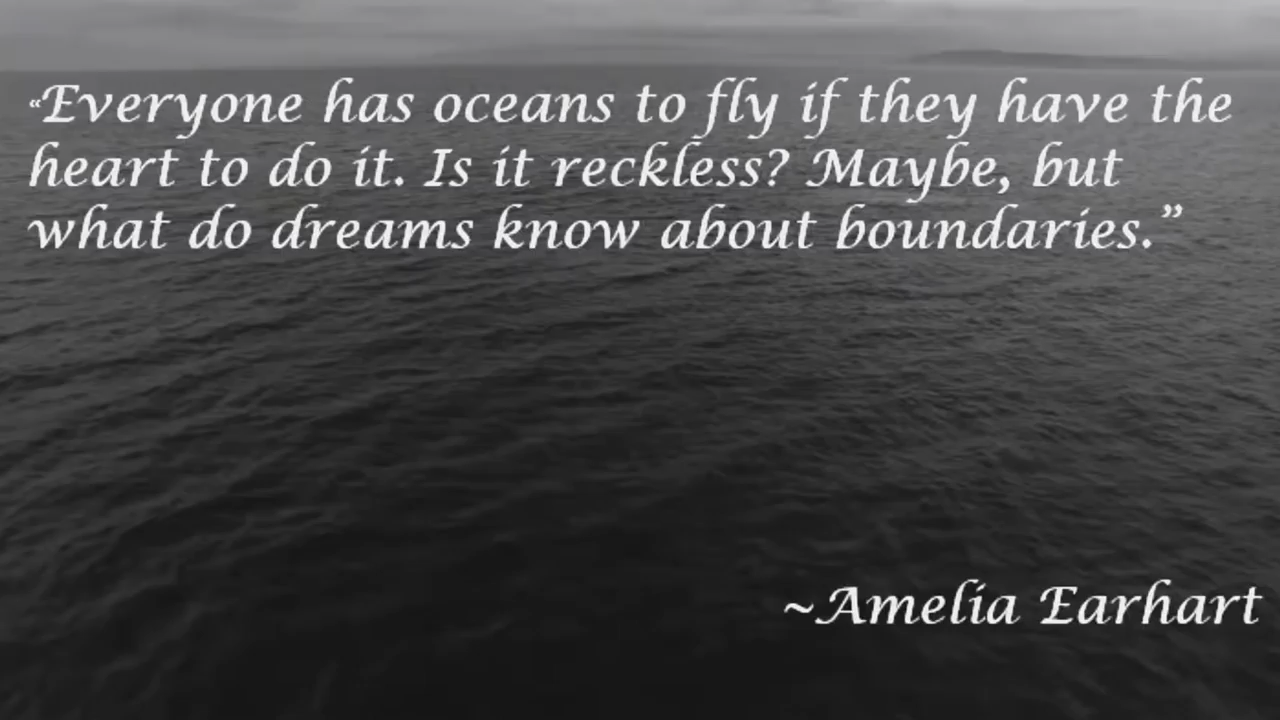 “Everyone has oceans to fly if they have the
heart to do it. Is it reckless? Maybe, but
what do dreams know about boundaries.”
~Amelia Earhart